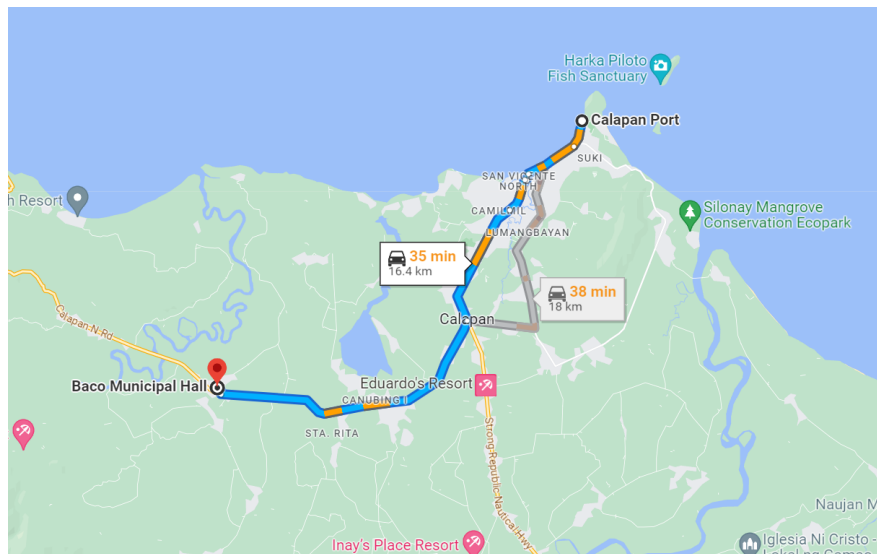 Harka Piloto
Fish Sanctuary
Calapan Port
SUKI
SAN VICENTE
NORTH
h Resort
CAMILMIL
Silonay Mangrove
Conservation Ecopark
LUMANGBAYAN
35 min
16.4 km
38 min
18 km
Calapan N Rd
Calapan
Baco Municipal Hall
Eduardo's Resort
CANUBING I
STA. RITA
Strong Republic Nautical Hwy
Naujan M
Inay's Place Resort
Iglesia Ni Cristo -